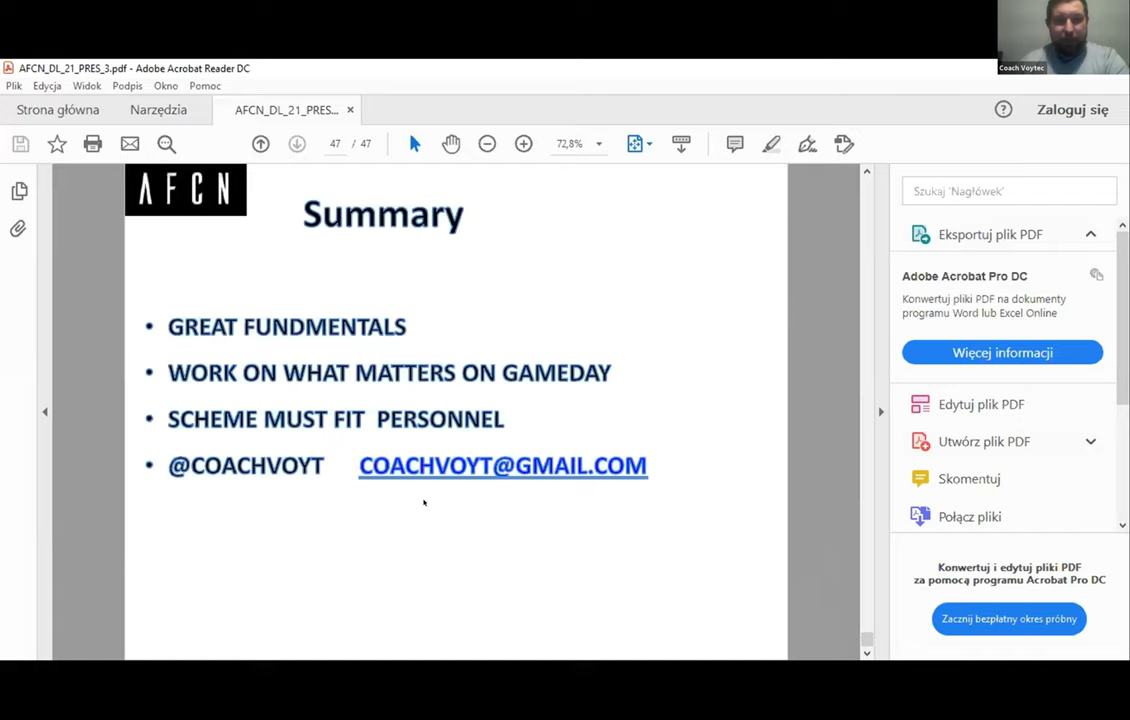 Coach Voytec
AFCN_DL_21_PRES_3.pdf - Adobe Acrobat Reader DC
Plik Edycja Widok Podpis Okno Pomoc
Strona główna Narzędzia AFCN_DL_21_PRES... × Zaloguj się
47 / 47 72,8%
AFCN
Summary
• GREAT FUNDMENTALS
• WORK ON WHAT MATTERS ON GAMEDAY
• SCHEME MUST FIT PERSONNEL
• @COACHVOYT COACHVOYT@GMAIL.COM
Szukaj 'Nagłówek'
Eksportuj plik PDF
Adobe Acrobat Pro DC
Konwertuj pliki PDF na dokumenty
programu Word lub Excel Online
Więcej informacji
Edytuj plik PDF
Utwórz plik PDF
Skomentuj
Połącz pliki
Konwertuj i edytuj pliki PDF
za pomocą programu Acrobat Pro DC
Zacznij bezpłatny okres próbny